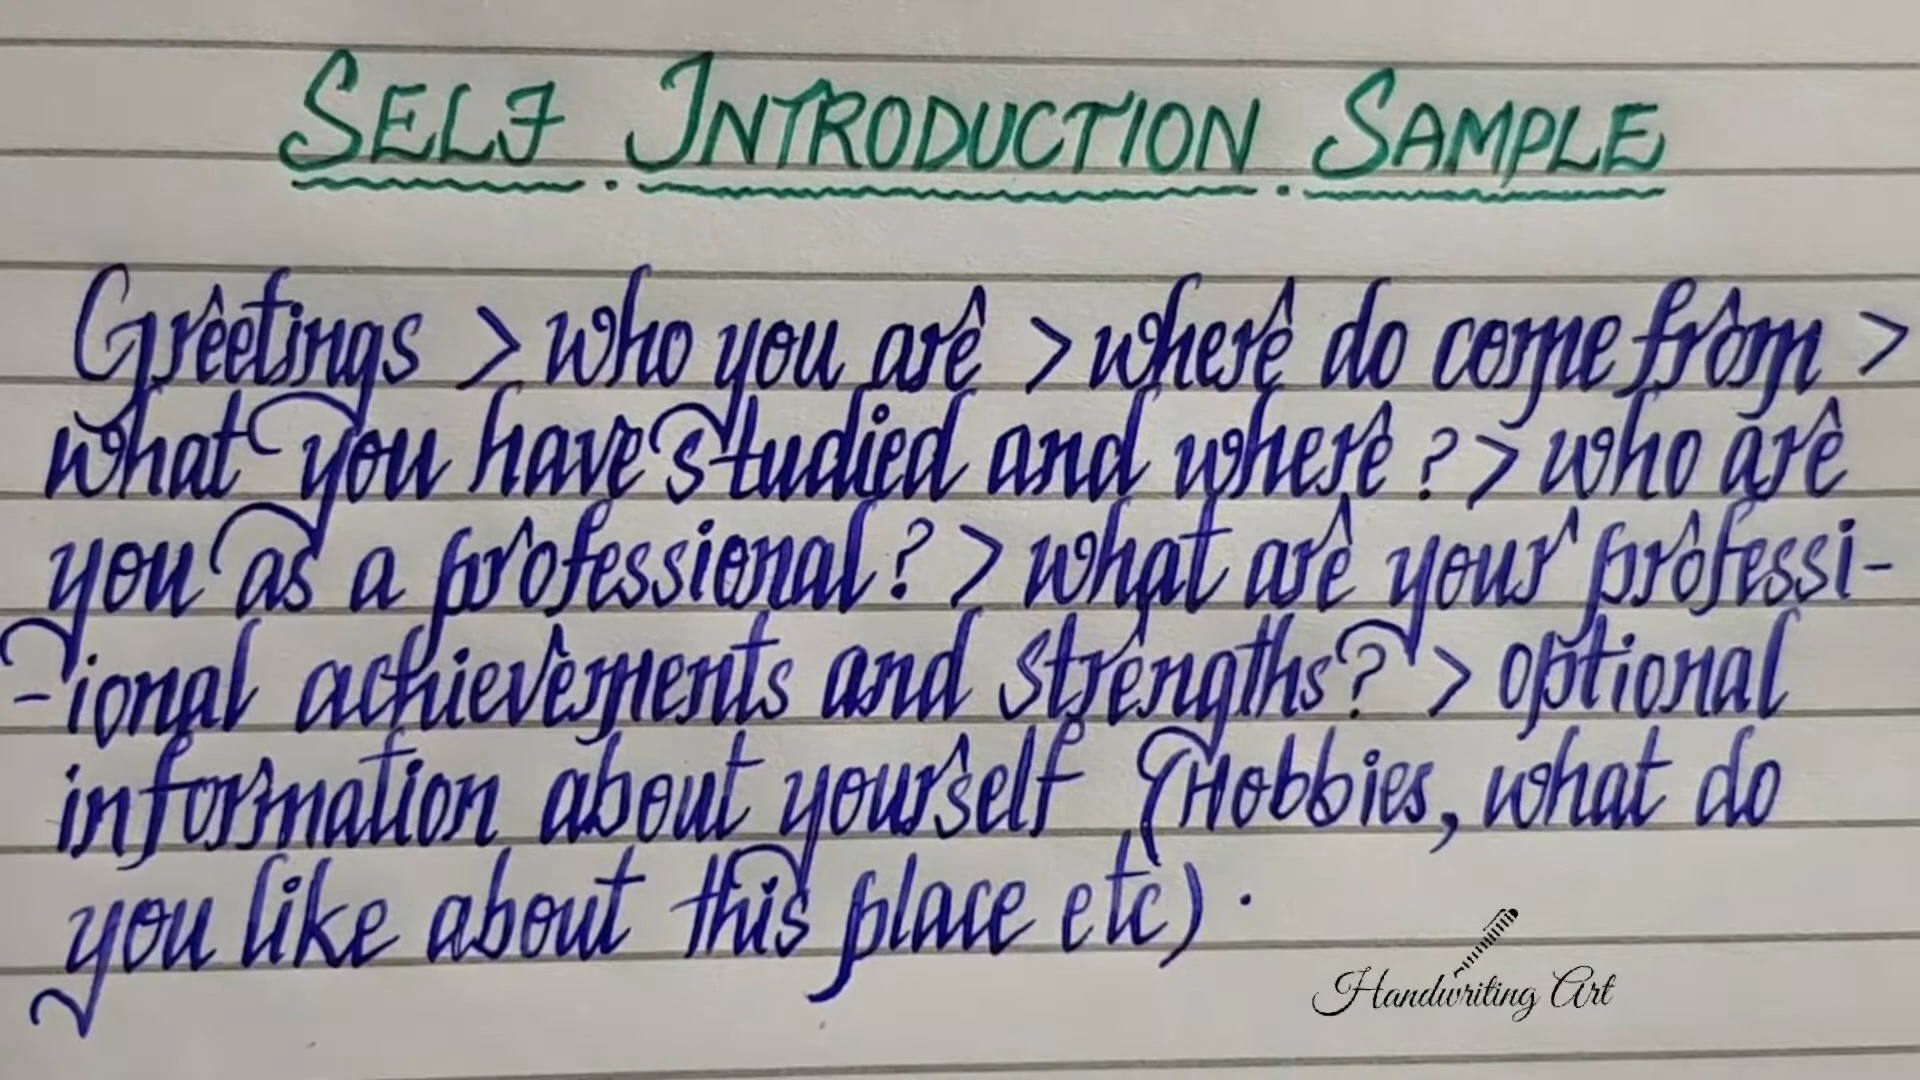 SELF INTRODUCTION SAMPLE
Greetings > who you are > where do come from >
what you have studied and where ? > who are
you as a professional ? > what are your professi-
-ional achievements and strengths? > optional
information about yourself (Hobbies, what do
you like about this place etc) .
Handwriting Art